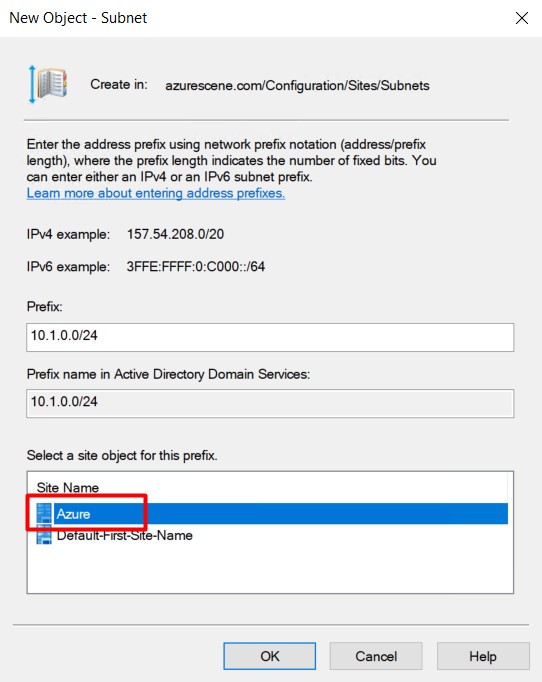 New Object - Subnet
Create in: azurescene.com/Configuration/Sites/Subnets
Enter the address prefix using network prefix notation (address/prefix
length), where the prefix length indicates the number of fixed bits. You
can enter either an IPv4 or an IPv6 subnet prefix.
Learn more about entering address prefixes.
IPv4 example: 157.54.208.0/20
IPv6 example: 3FFE:FFFF:0:C000::/64
Prefix:
10.1.0.0/24
Prefix name in Active Directory Domain Services:
10.1.0.0/24
Select a site object for this prefix.
Site Name
Azure
Default-First-Site-Name
OK Cancel Help